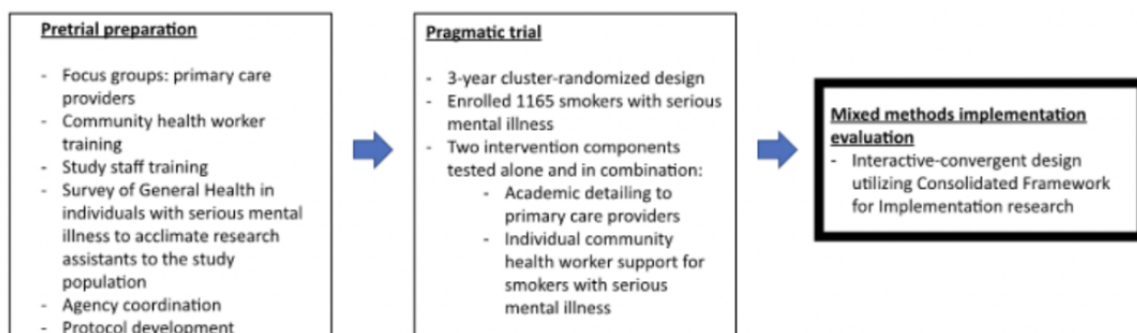 Pretrial preparation
- Focus groups: primary care
providers
- Community health worker
training
- Study staff training
- Survey of General Health in
individuals with serious mental
illness to acclimate research
assistants to the study
population
- Agency coordination
- Protocol development
Pragmatic trial
- 3-year cluster-randomized design
- Enrolled 1165 smokers with serious
mental illness
- Two intervention components
tested alone and in combination:
- Academic detailing to
primary care providers
- Individual community
health worker support for
smokers with serious
mental illness
Mixed methods implementation
evaluation
- Interactive-convergent design
utilizing Consolidated Framework
for Implementation research